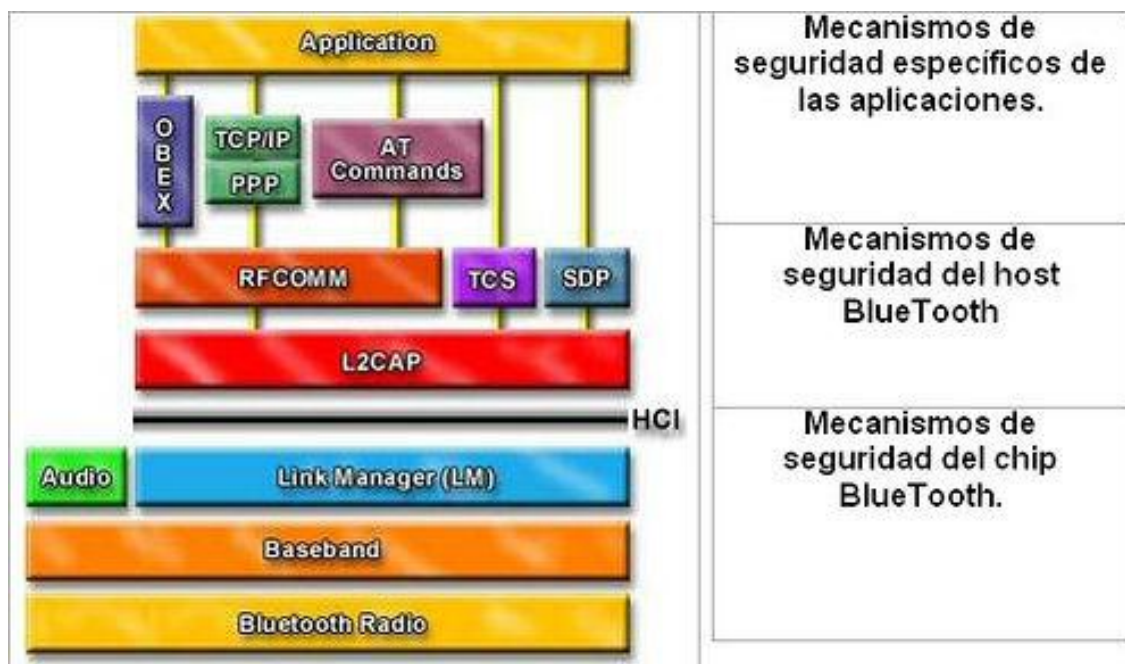 Application
OBEX
TCP/IP
PPP
AT
Commands
RFCOMM
TCS
SDP
L2CAP
HCI
Audio
Link Manager (LM)
Baseband
Bluetooth Radio
Mecanismos de
seguridad específicos de
las aplicaciones.
Mecanismos de
seguridad del host
BlueTooth
Mecanismos de
seguridad del chip
BlueTooth.